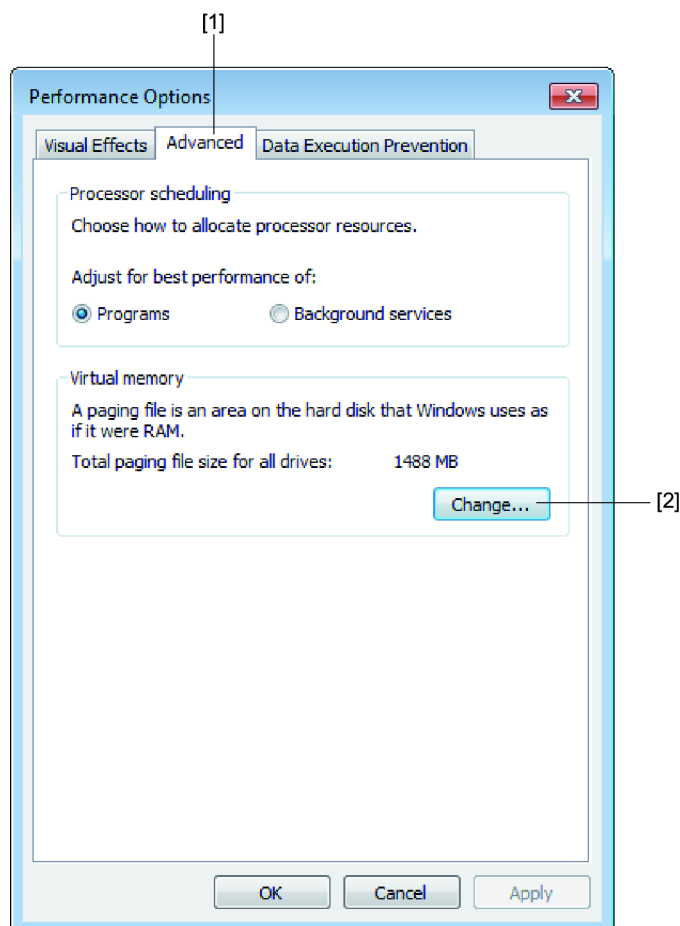 [1]
Performance Options
Visual Effects
Advanced
Data Execution Prevention
Processor scheduling
Choose how to allocate processor resources.
Adjust for best performance of:
Programs
Background services
Virtual memory
A paging file is an area on the hard disk that Windows uses as
if it were RAM.
Total paging file size for all drives: 1488 MB
Change...
[2]
OK
Cancel
Apply